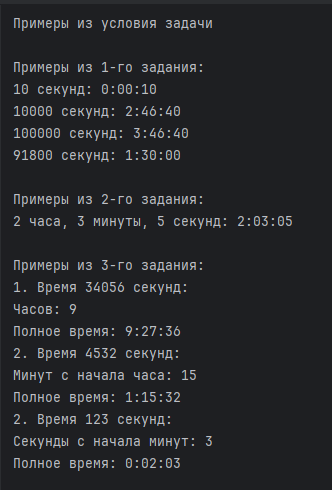 Примеры из условия задачи
Примеры из 1-го задания:
10 секунд: 0:00:10
10000 секунд: 2:46:40
100000 секунд: 3:46:40
91800 секунд: 1:30:00
Примеры из 2-го задания:
2 часа, 3 минуты, 5 секунд: 2:03:05
Примеры из 3-го задания:
1. Время 34056 секунд:
Часов: 9
Полное время: 9:27:36
2. Время 4532 секунд:
Минут с начала часа: 15
Полное время: 1:15:32
2. Время 123 секунд:
Секунды с начала минут: 3
Полное время: 0:02:03